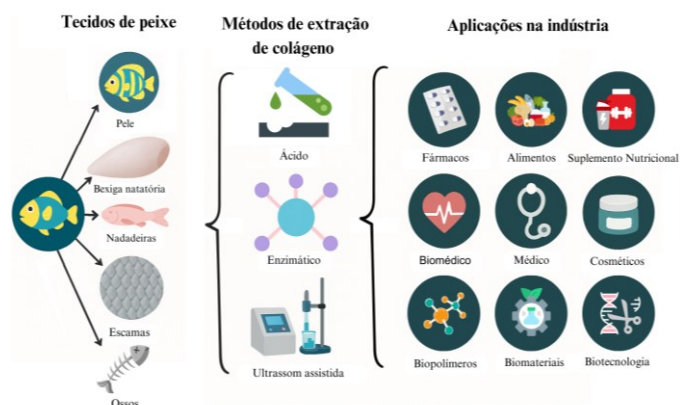 Tecidos de peixe
Pele
Bexiga natatória
Nadadeiras
Escamas
Ossos
Métodos de extração
de colágeno
Ácido
Enzimático
Ultrassom assistida
Aplicações na indústria
Fármacos
Alimentos
Suplemento Nutricional
Biomédico
Médico
Cosméticos
Biopolímeros
Biomateriais
Biotecnologia